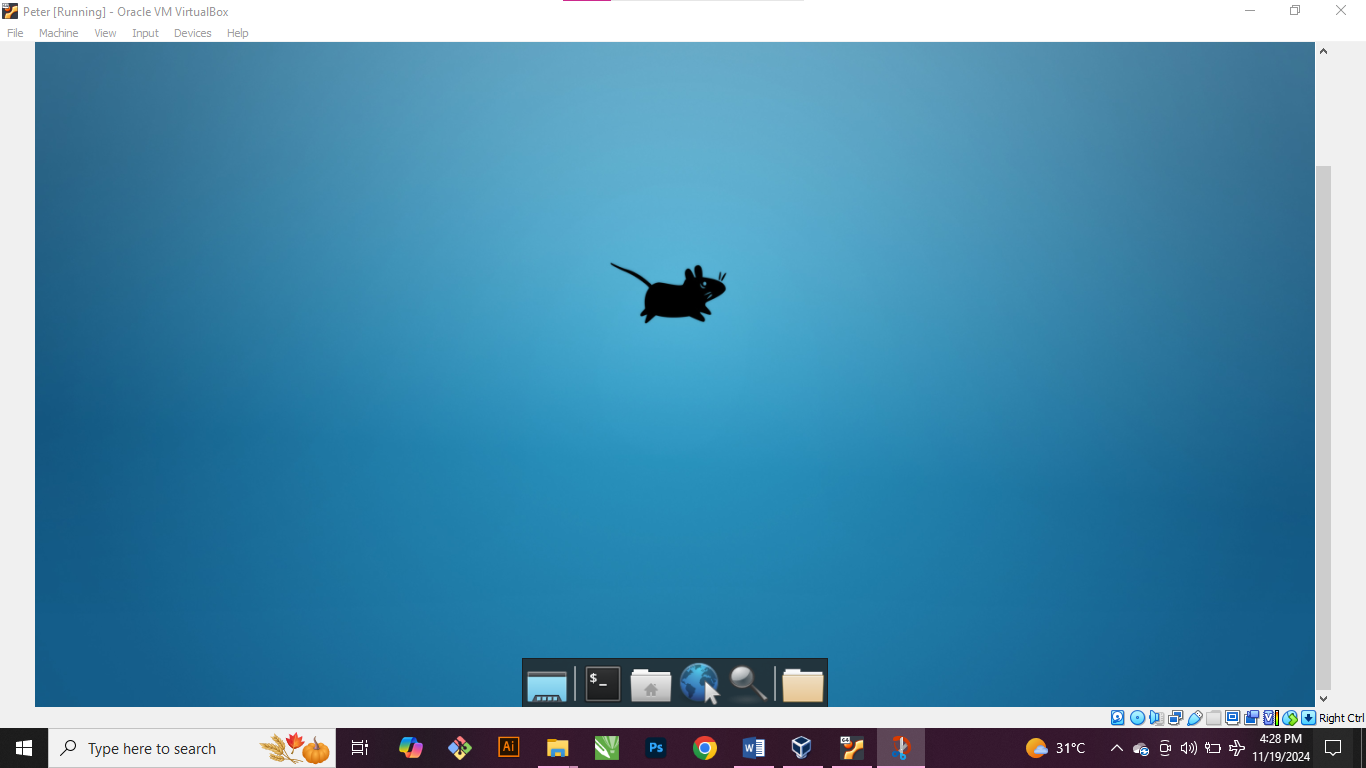 Peter [Running] - Oracle VM VirtualBox
File Machine View Input Devices Help
$_
Right Ctrl
Type here to search
Ai
Ps
W
64
31°C
4:28 PM
11/19/2024